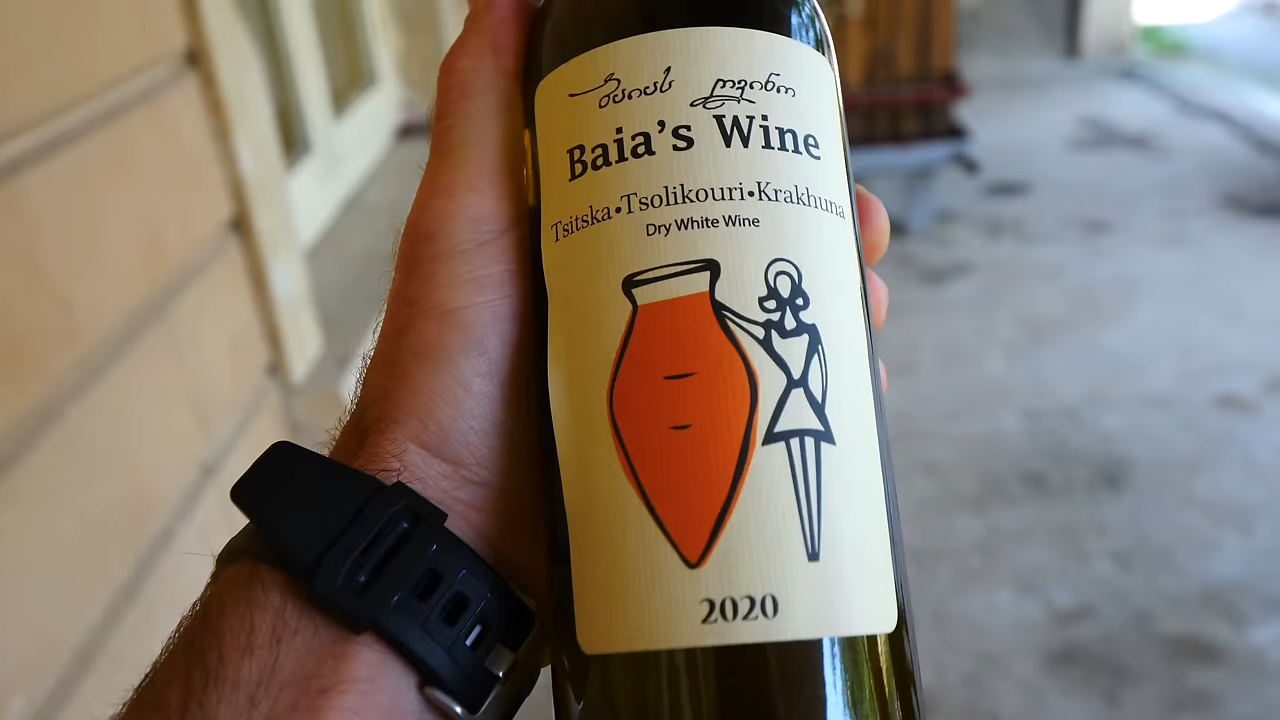 ბაიას ღვინო
Baia's Wine
Tsitska•Tsolikouri•Krakhuna
Dry White Wine
2020